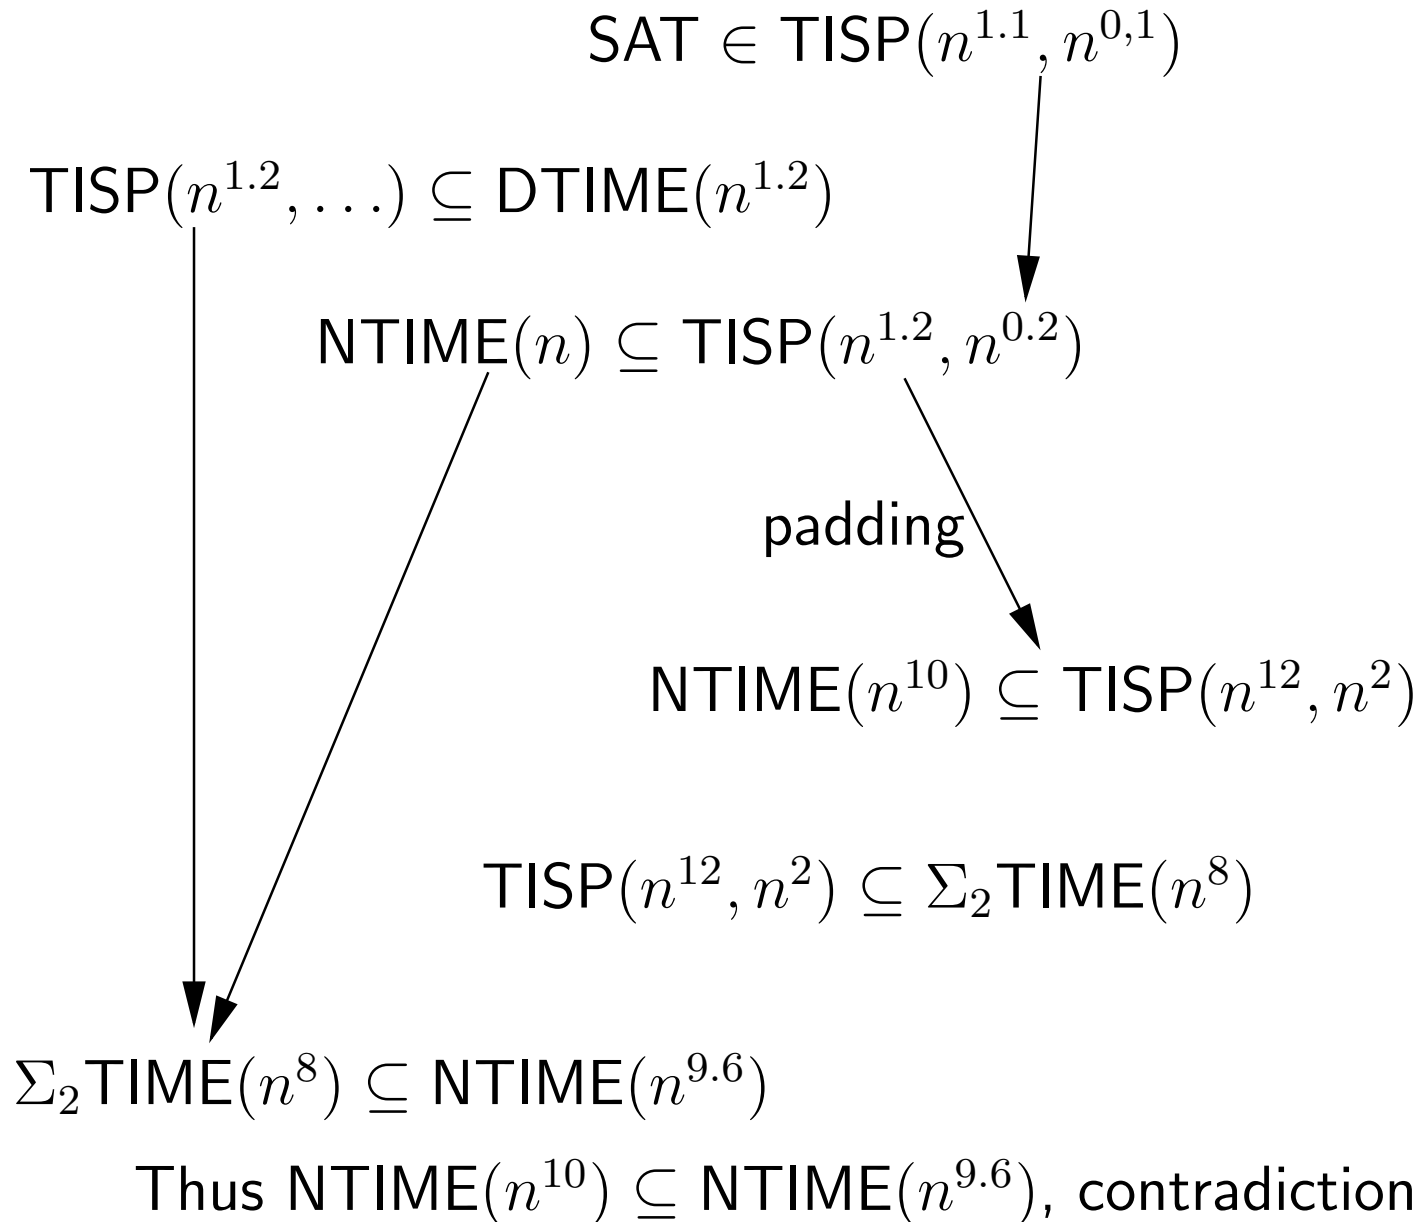 SAT ∈ TISP(n^{1.1}, n^{0,1})
TISP(n^{1.2}, ...) ⊆ DTIME(n^{1.2})
NTIME(n) ⊆ TISP(n^{1.2}, n^{0.2})
padding
NTIME(n^{10}) ⊆ TISP(n^{12}, n^2)
TISP(n^{12}, n^2) ⊆ Σ_2TIME(n^8)
Σ_2TIME(n^8) ⊆ NTIME(n^{9.6})
Thus NTIME(n^{10}) ⊆ NTIME(n^{9.6}), contradiction